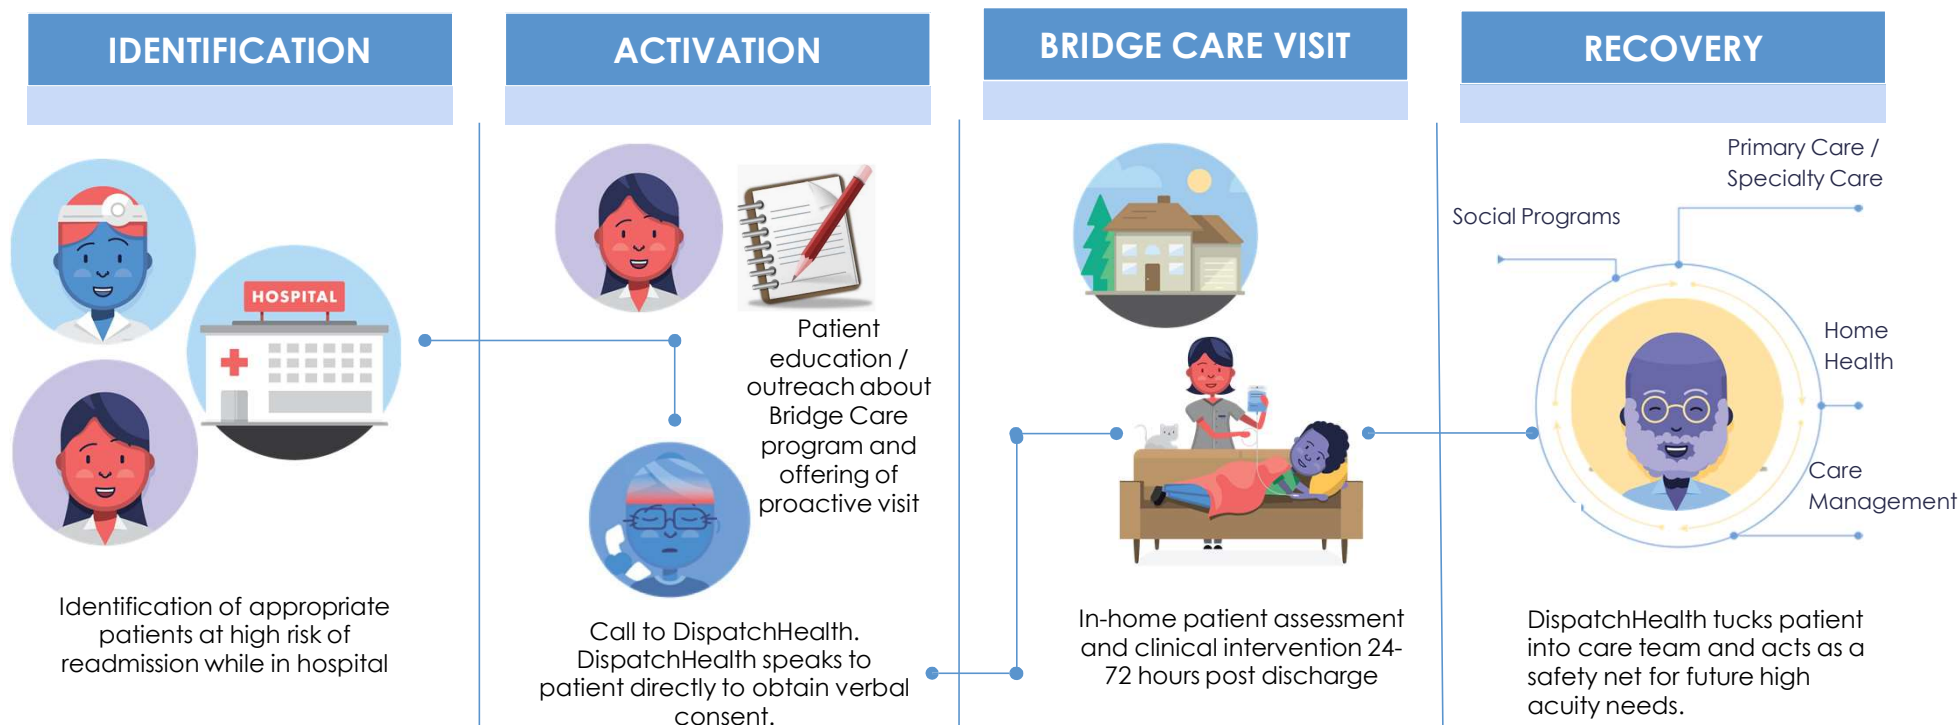 IDENTIFICATION
HOSPITAL
Identification of appropriate
patients at high risk of
readmission while in hospital
ACTIVATION
Patient
education /
outreach about
Bridge Care
program and
offering of
proactive visit
Call to DispatchHealth.
DispatchHealth speaks to
patient directly to obtain verbal
consent.
BRIDGE CARE VISIT
In-home patient assessment
and clinical intervention 24-
72 hours post discharge
RECOVERY
Primary Care /
Specialty Care
Social Programs
Home
Health
Care
Management
DispatchHealth tucks patient
into care team and acts as a
safety net for future high
acuity needs.